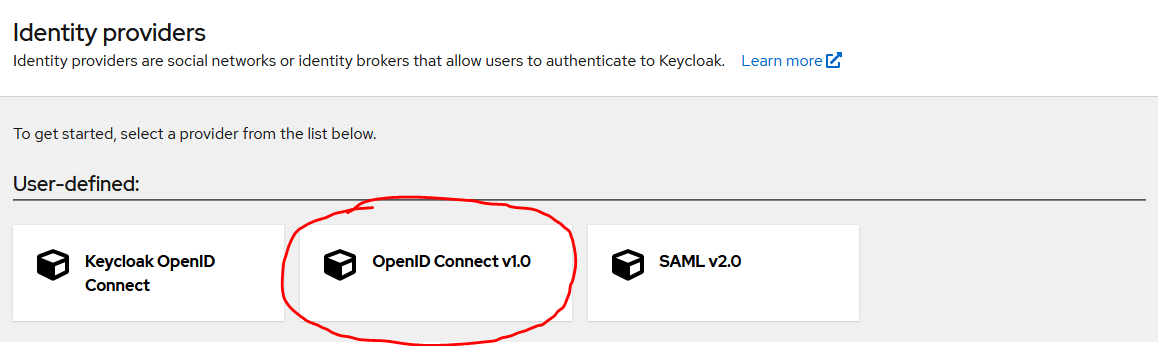 Identity providers
Identity providers are social networks or identity brokers that allow users to authenticate to Keycloak. Learn more
To get started, select a provider from the list below.
User-defined:
Keycloak OpenID
Connect
OpenID Connect v1.0
SAML v2.0